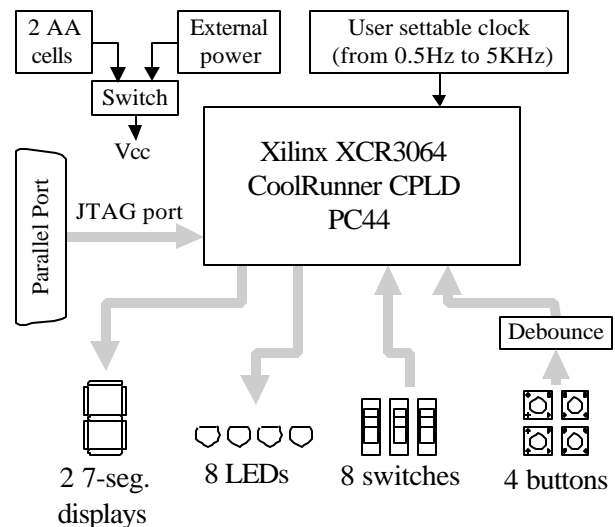 2 AA
cells
External
power
User settable clock
(from 0.5Hz to 5KHz)
Switch
Vcc
Xilinx XCR3064
CoolRunner CPLD
PC44
Parallel Port
JTAG port
Debounce
2 7-seg.
displays
8 LEDs
8 switches
4 buttons